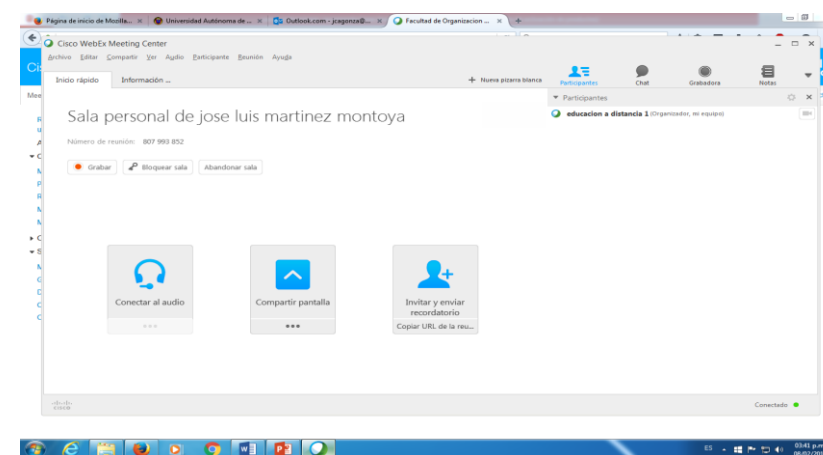 Página de inicio de Mozilla... × Universidad Autónoma de ... × Outlook.com - jcagonza@... × Facultad de Organizacion ... × +
Cisco WebEx Meeting Center
Archivo Editar Compartir Ver Audio Participante Reunión Ayuda
Inicio rápido Información ... + Nueva pizarra blanca Participantes Chat Grabadora Notas
Participantes
educacion a distancia 1 (Organizador, mi equipo)
Sala personal de jose luis martinez montoya
Número de reunión: 807 993 852
Grabar Bloquear sala Abandonar sala
Conectar al audio Compartir pantalla Invitar y enviar
recordatorio
Copiar URL de la reu...
Conectado
ES 03:41 p.m.